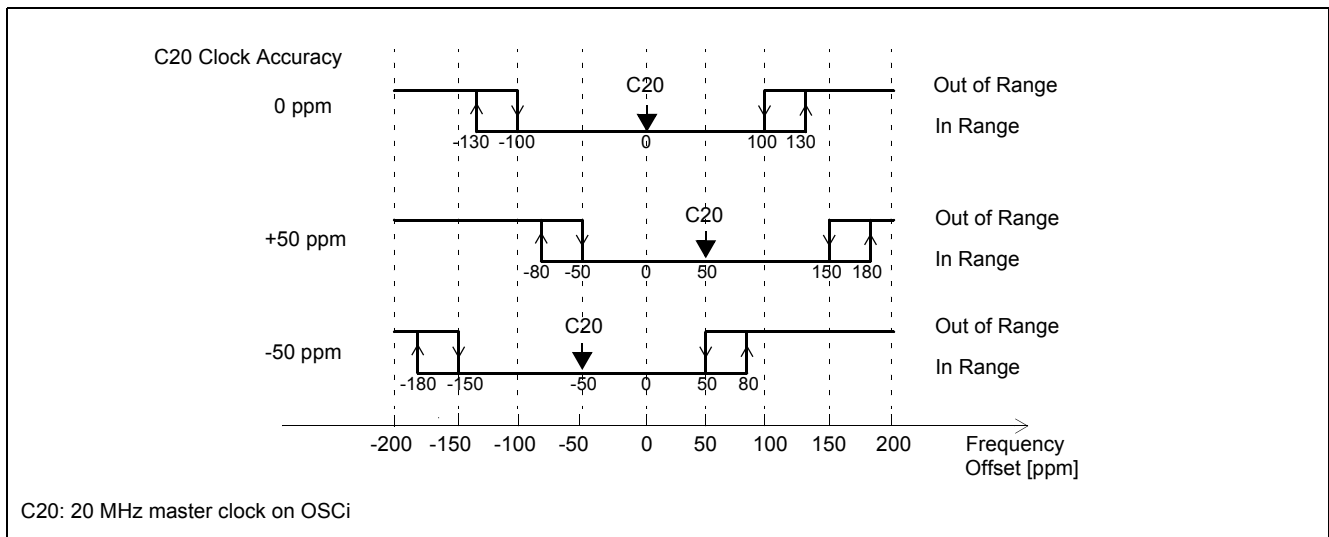 C20 Clock Accuracy
0 ppm
C20
Out of Range
In Range
-130 -100 0 100 130
+50 ppm
C20
Out of Range
In Range
-80 -50 0 50 150 180
-50 ppm
C20
Out of Range
In Range
-180 -150 -50 0 50 80
-200 -150 -100 -50 0 50 100 150 200
Frequency
Offset [ppm]
C20: 20 MHz master clock on OSCi